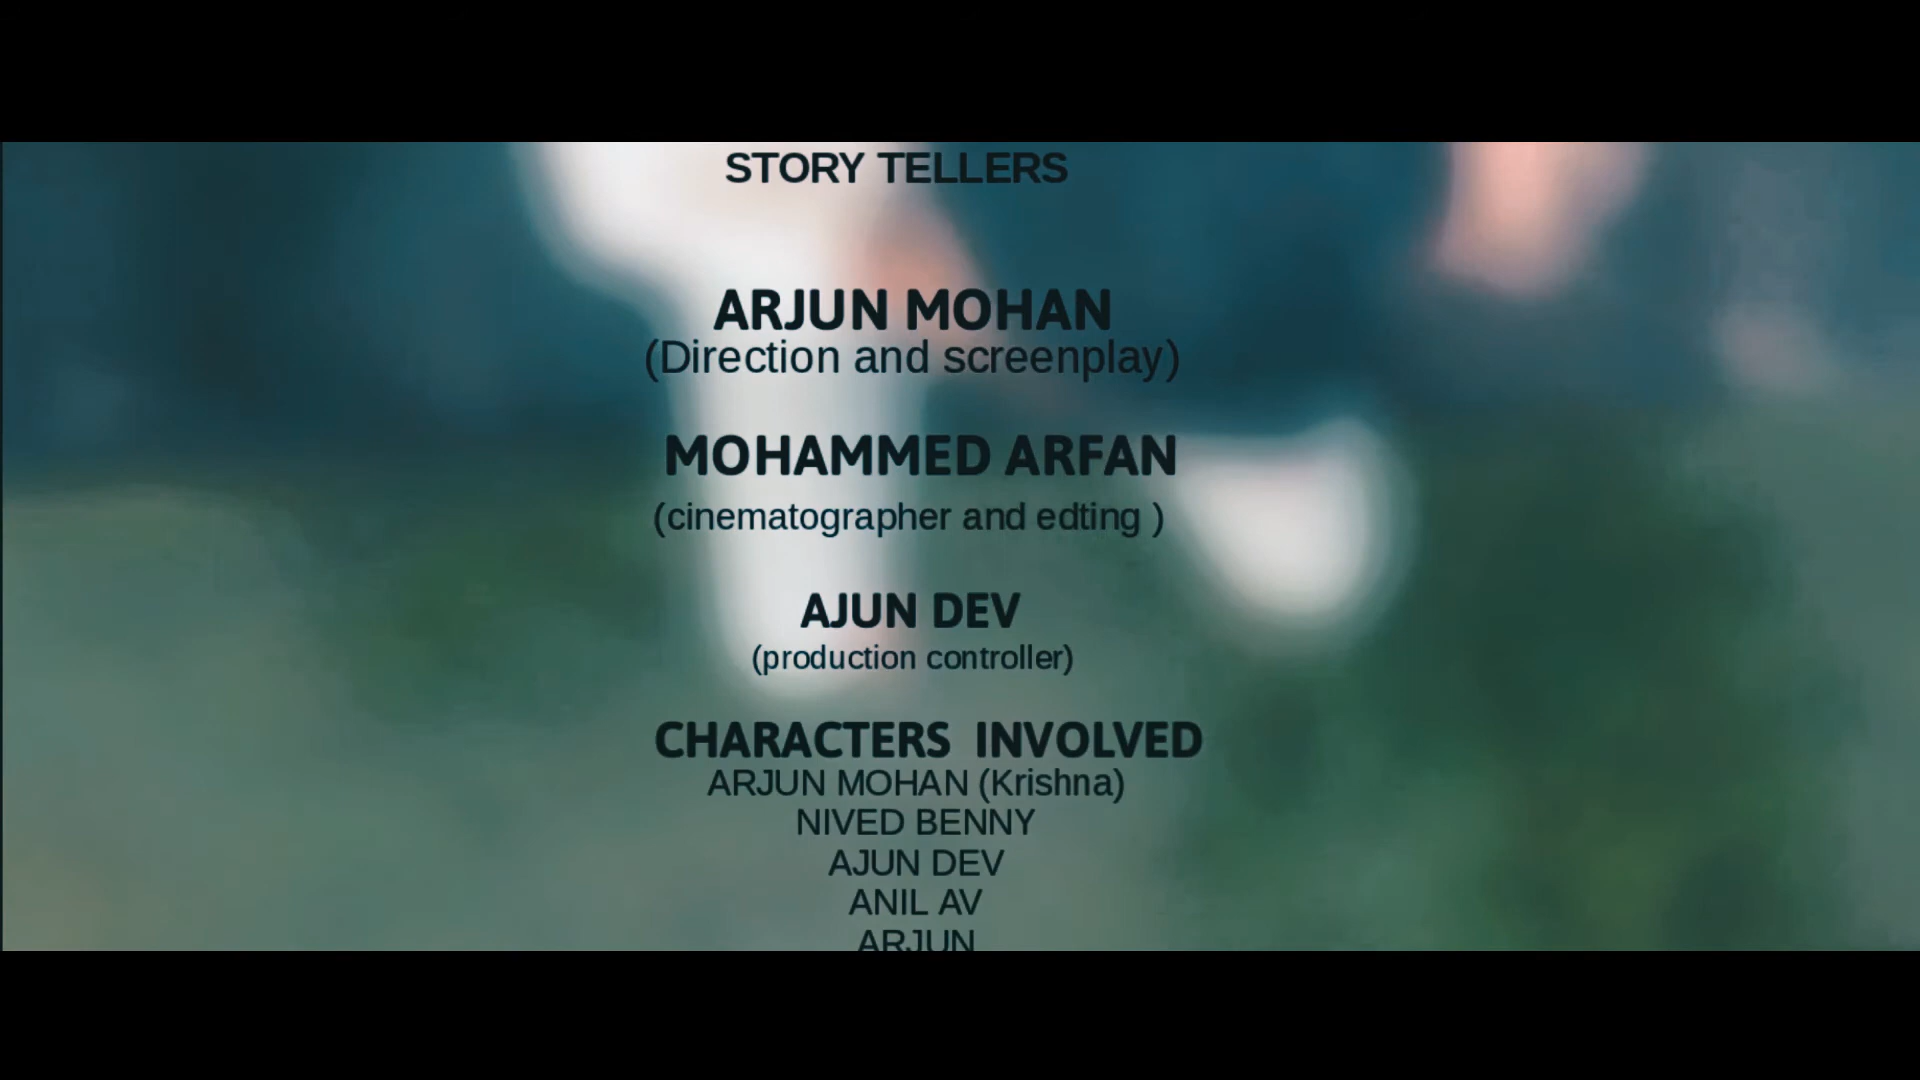 STORY TELLERS
ARJUN MOHAN
(Direction and screenplay)
MOHAMMED ARFAN
(cinematographer and edting )
AJUN DEV
(production controller)
CHARACTERS INVOLVED
ARJUN MOHAN (Krishna)
NIVED BENNY
AJUN DEV
ANIL AV
ARJUN